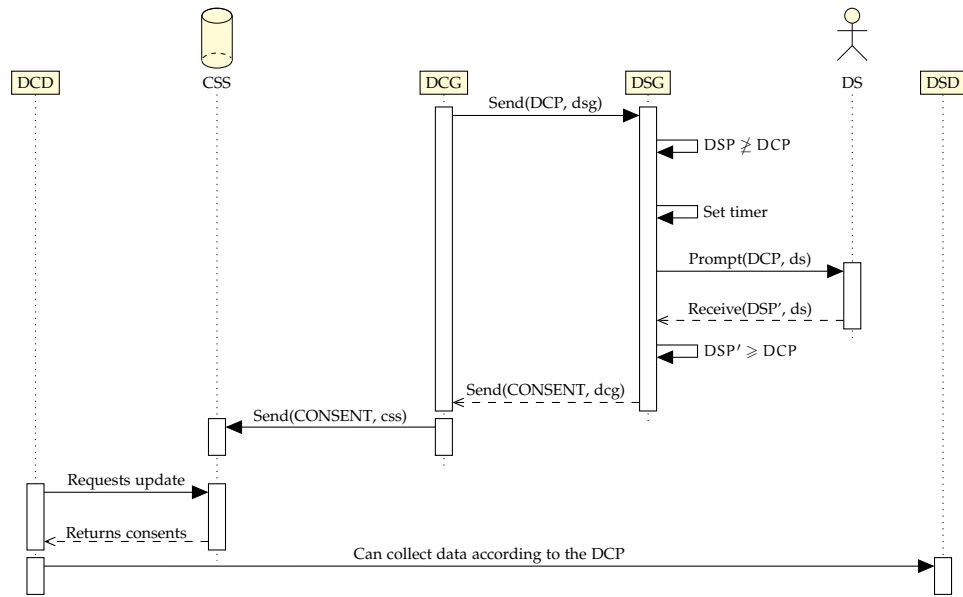 DCD
CSS
DCG
DSG
DS
DSD
Send(DCP, dsg)
DSP ≱ DCP
Set timer
Prompt(DCP, ds)
Receive(DSP′, ds)
DSP′ ⩾ DCP
Send(CONSENT, dcg)
Send(CONSENT, css)
Requests update
Returns consents
Can collect data according to the DCP